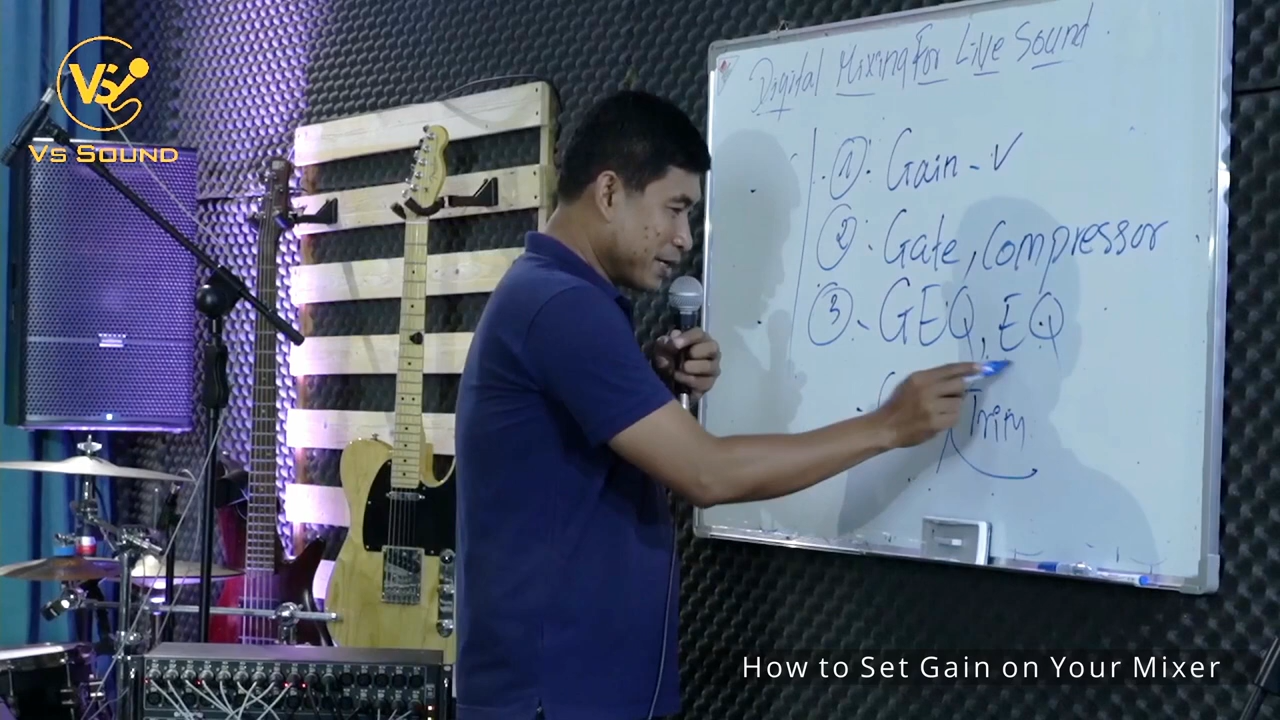 VS
Vs Sound
Digital Mixing For Live Sound.
1. Gain - ✓
2. Gate, Compressor
3 - GEQ, EQ
Trim
How to Set Gain on Your Mixer